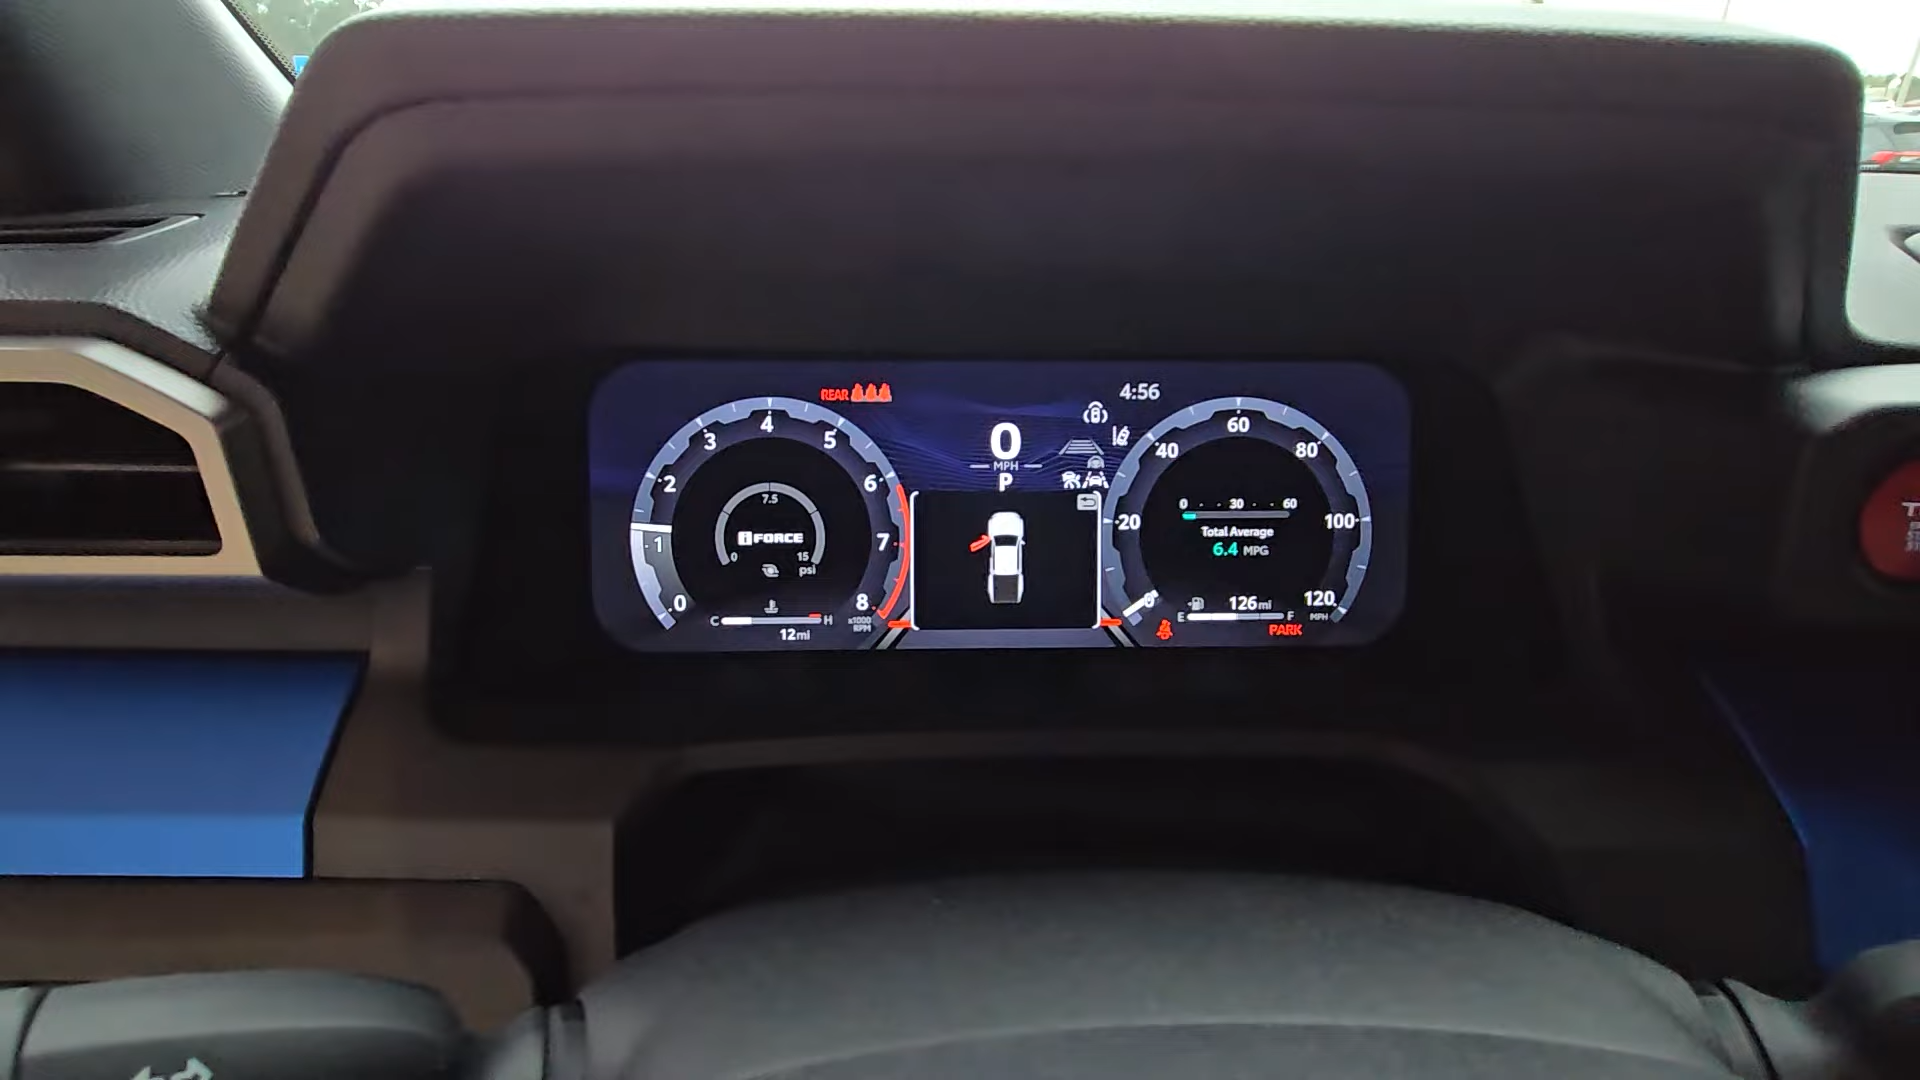 REAR
4:56
0
MPH
P
0
1
2
3
4
5
6
7
8
x1000
RPM
7.5
iFORCE
0
15
psi
C
H
12mi
0
20
40
60
80
100
120
MPH
0 30 60
Total Average
6.4 MPG
126mi
E
F
PARK